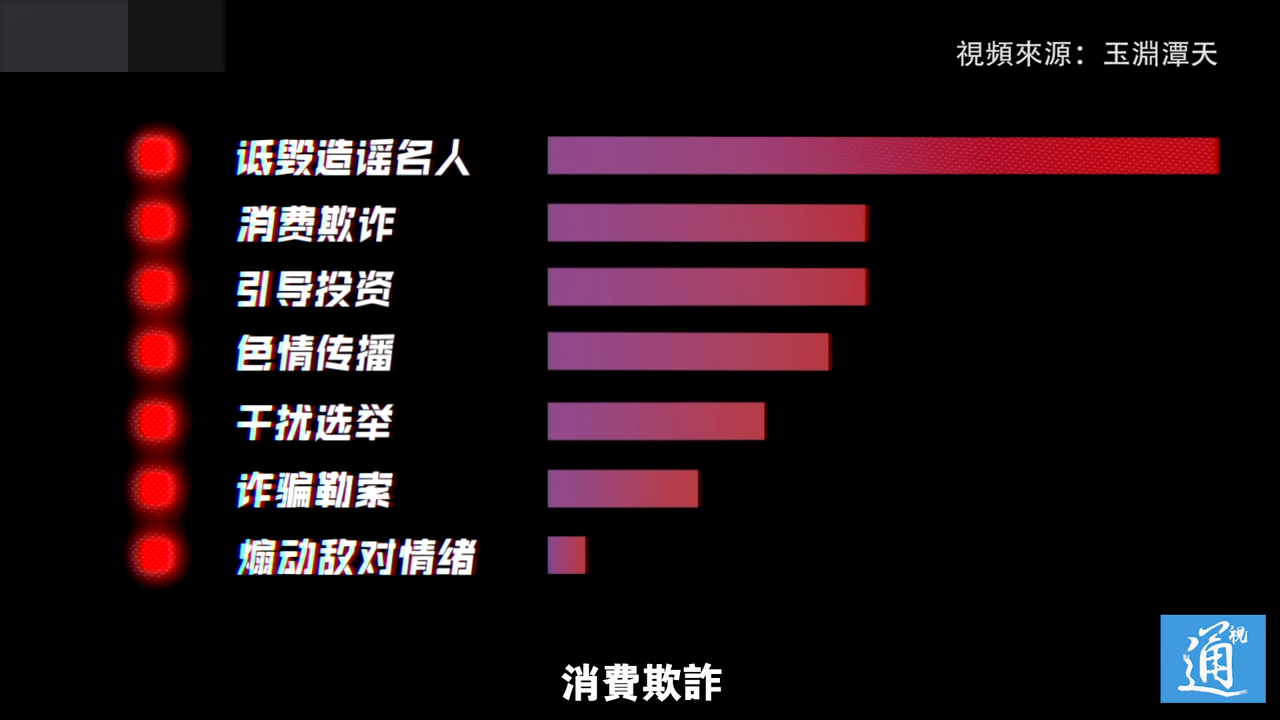 視頻來源：玉淵潭天
诋毁造谣名人
消费欺诈
引导投资
色情传播
干扰选举
诈骗勒索
煽动敌对情绪
通視
消費欺詐